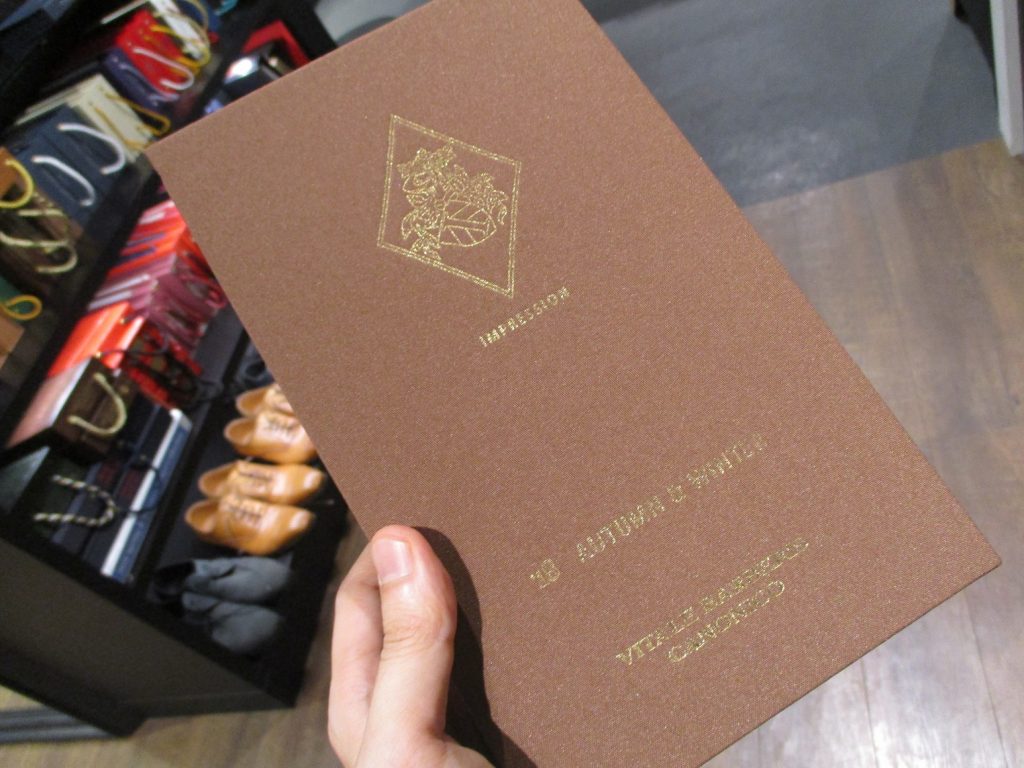 IMPRESSION
'18 AUTUMN & WINTER
VITALE BARBERIS
CANONICO